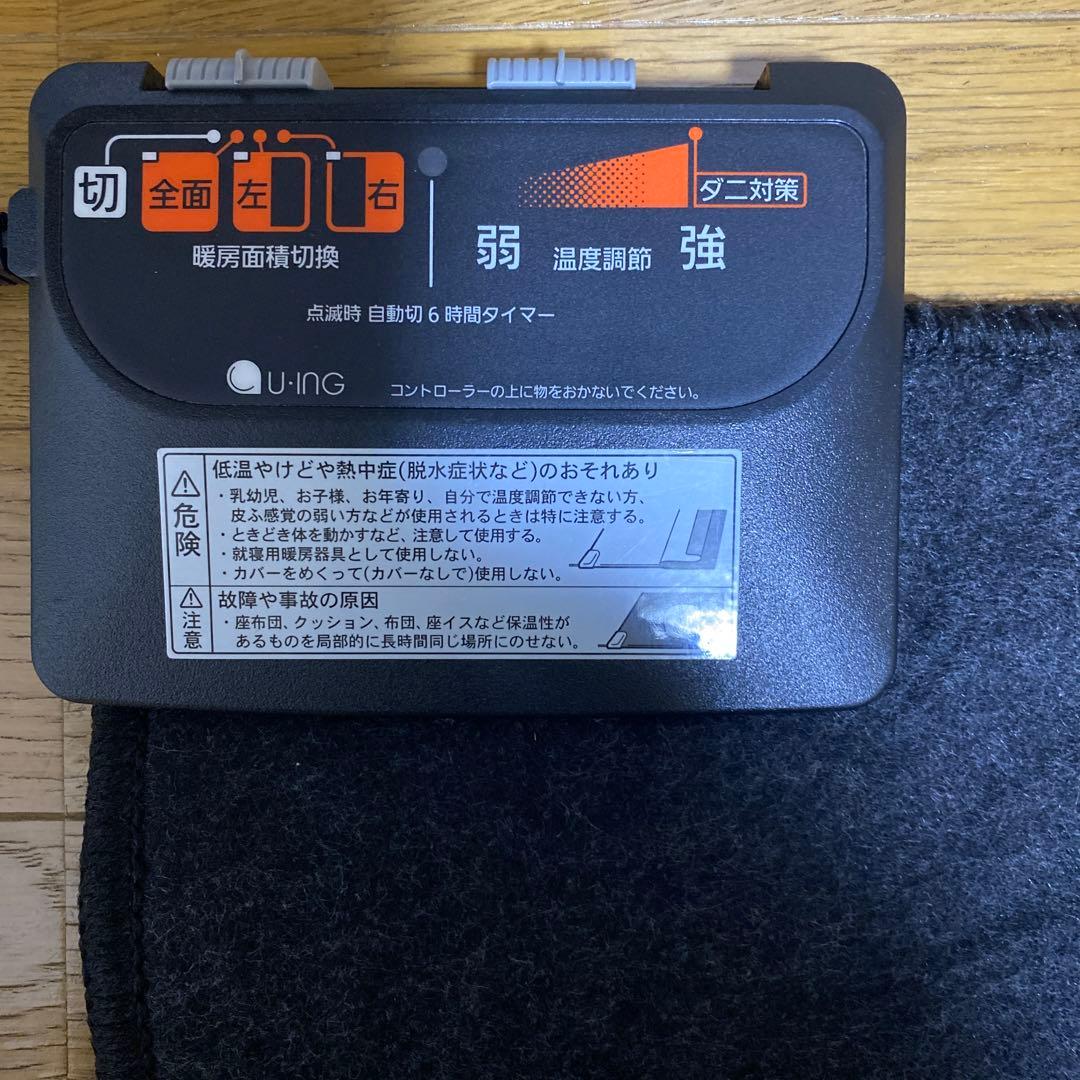 切 全面 左 右
暖房面積切換
ダニ対策
弱 温度調節 強
点滅時 自動切 6 時間タイマー
U·ING
コントローラーの上に物をおかないでください。
危険
低温やけどや熱中症(脱水症状など)のおそれあり
・乳幼児、お子様、お年寄り、自分で温度調節できない方、
皮ふ感覚の弱い方などが使用されるときは特に注意する。
・ときどき体を動かすなど、注意して使用する。
・就寝用暖房器具として使用しない。
・カバーをめくって(カバーなしで)使用しない。
注意
故障や事故の原因
・座布団、クッション、布団、座イスなど保温性が
あるものを局部的に長時間同じ場所にのせない。